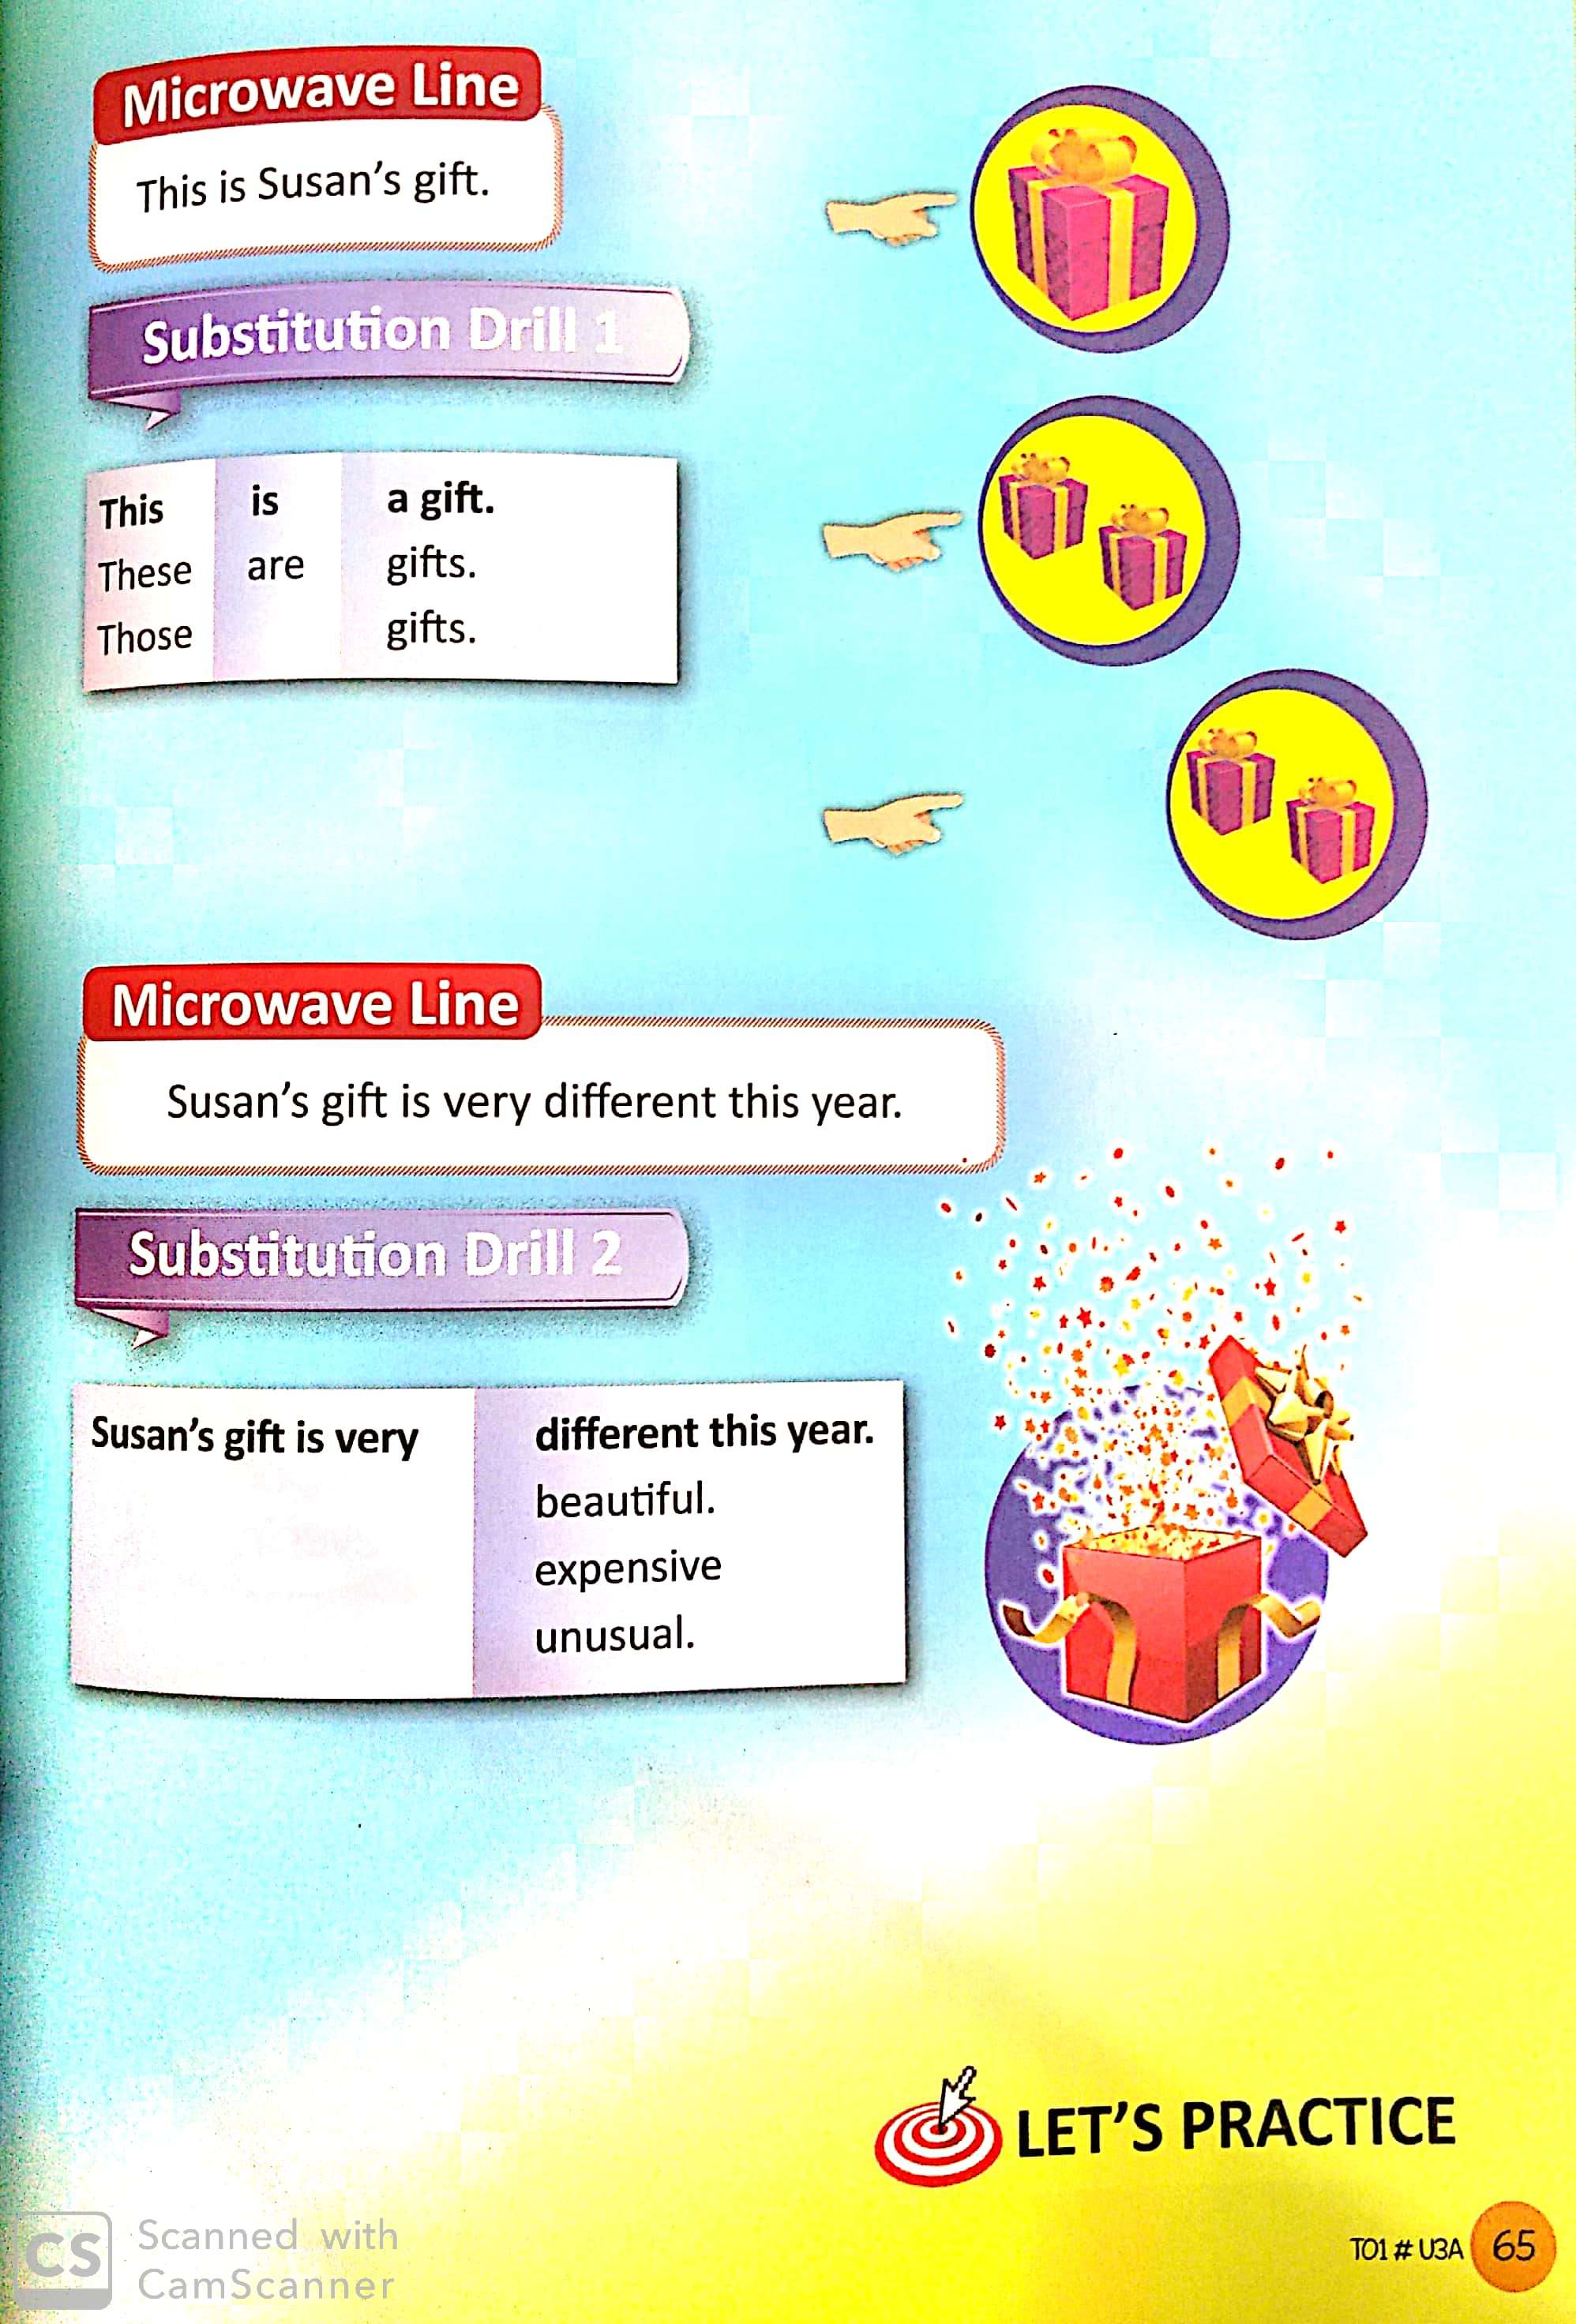 Microwave Line
This is Susan's gift.
Substitution Drill 1
This is a gift.
These are gifts.
Those gifts.
Microwave Line
Susan's gift is very different this year.
Substitution Drill 2
Susan's gift is very different this year.
beautiful.
expensive
unusual.
LET'S PRACTICE
TO1 # U3A 65
CS Scanned with
CamScanner